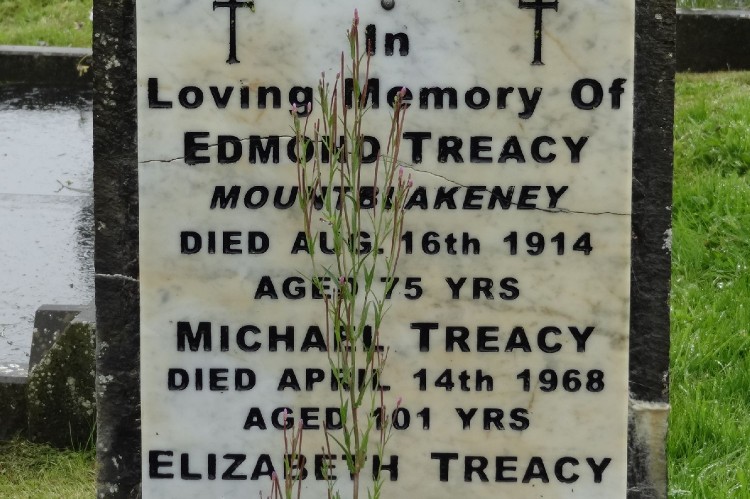 In
Loving Memory Of
EDMOND TREACY
MOUNTBLAKENEY
DIED AUG. 16th 1914
AGED 75 YRS
MICHAEL TREACY
DIED APRIL 14th 1968
AGED 101 YRS
ELIZABETH TREACY